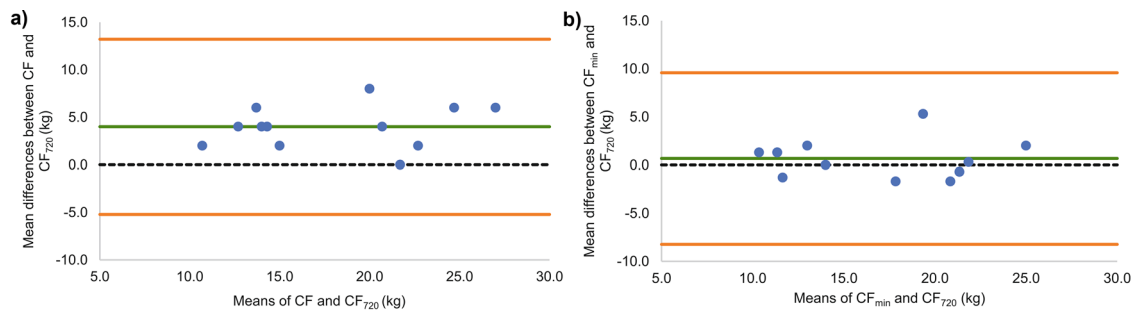 a)
Mean differences between CF and
CF720 (kg)
15.0
10.0
5.0
0.0
-5.0
-10.0
5.0 10.0 15.0 20.0 25.0 30.0
Means of CF and CF720 (kg)
b)
Mean differences between CFmin and
CF720 (kg)
15.0
10.0
5.0
0.0
-5.0
-10.0
5.0 10.0 15.0 20.0 25.0 30.0
Means of CFmin and CF720 (kg)